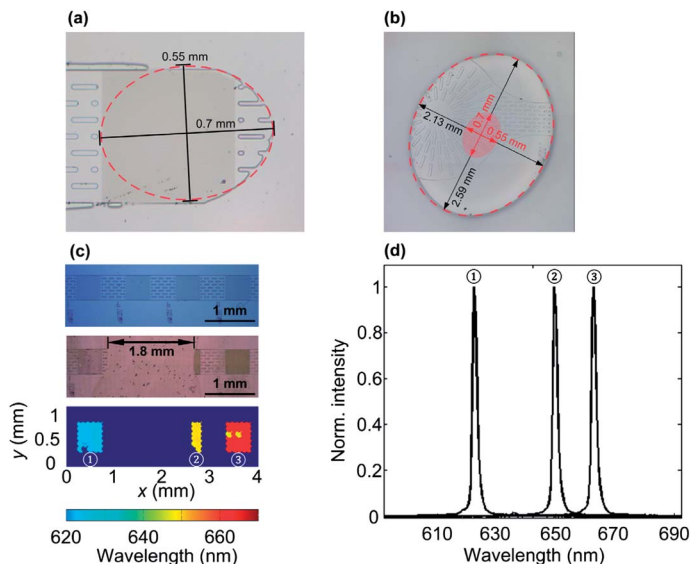 (a)
0.55 mm
0.7 mm
(b)
0.7 mm
0.55 mm
2.13 mm
2.59 mm
(c)
1 mm
1.8 mm
1 mm
y (mm)
1
0.5
0
① ② ③
0 1 2 3 4
x (mm)
620 640 660
Wavelength (nm)
(d)
① ② ③
Norm. intensity
1
0.8
0.6
0.4
0.2
0
610 630 650 670 690
Wavelength (nm)